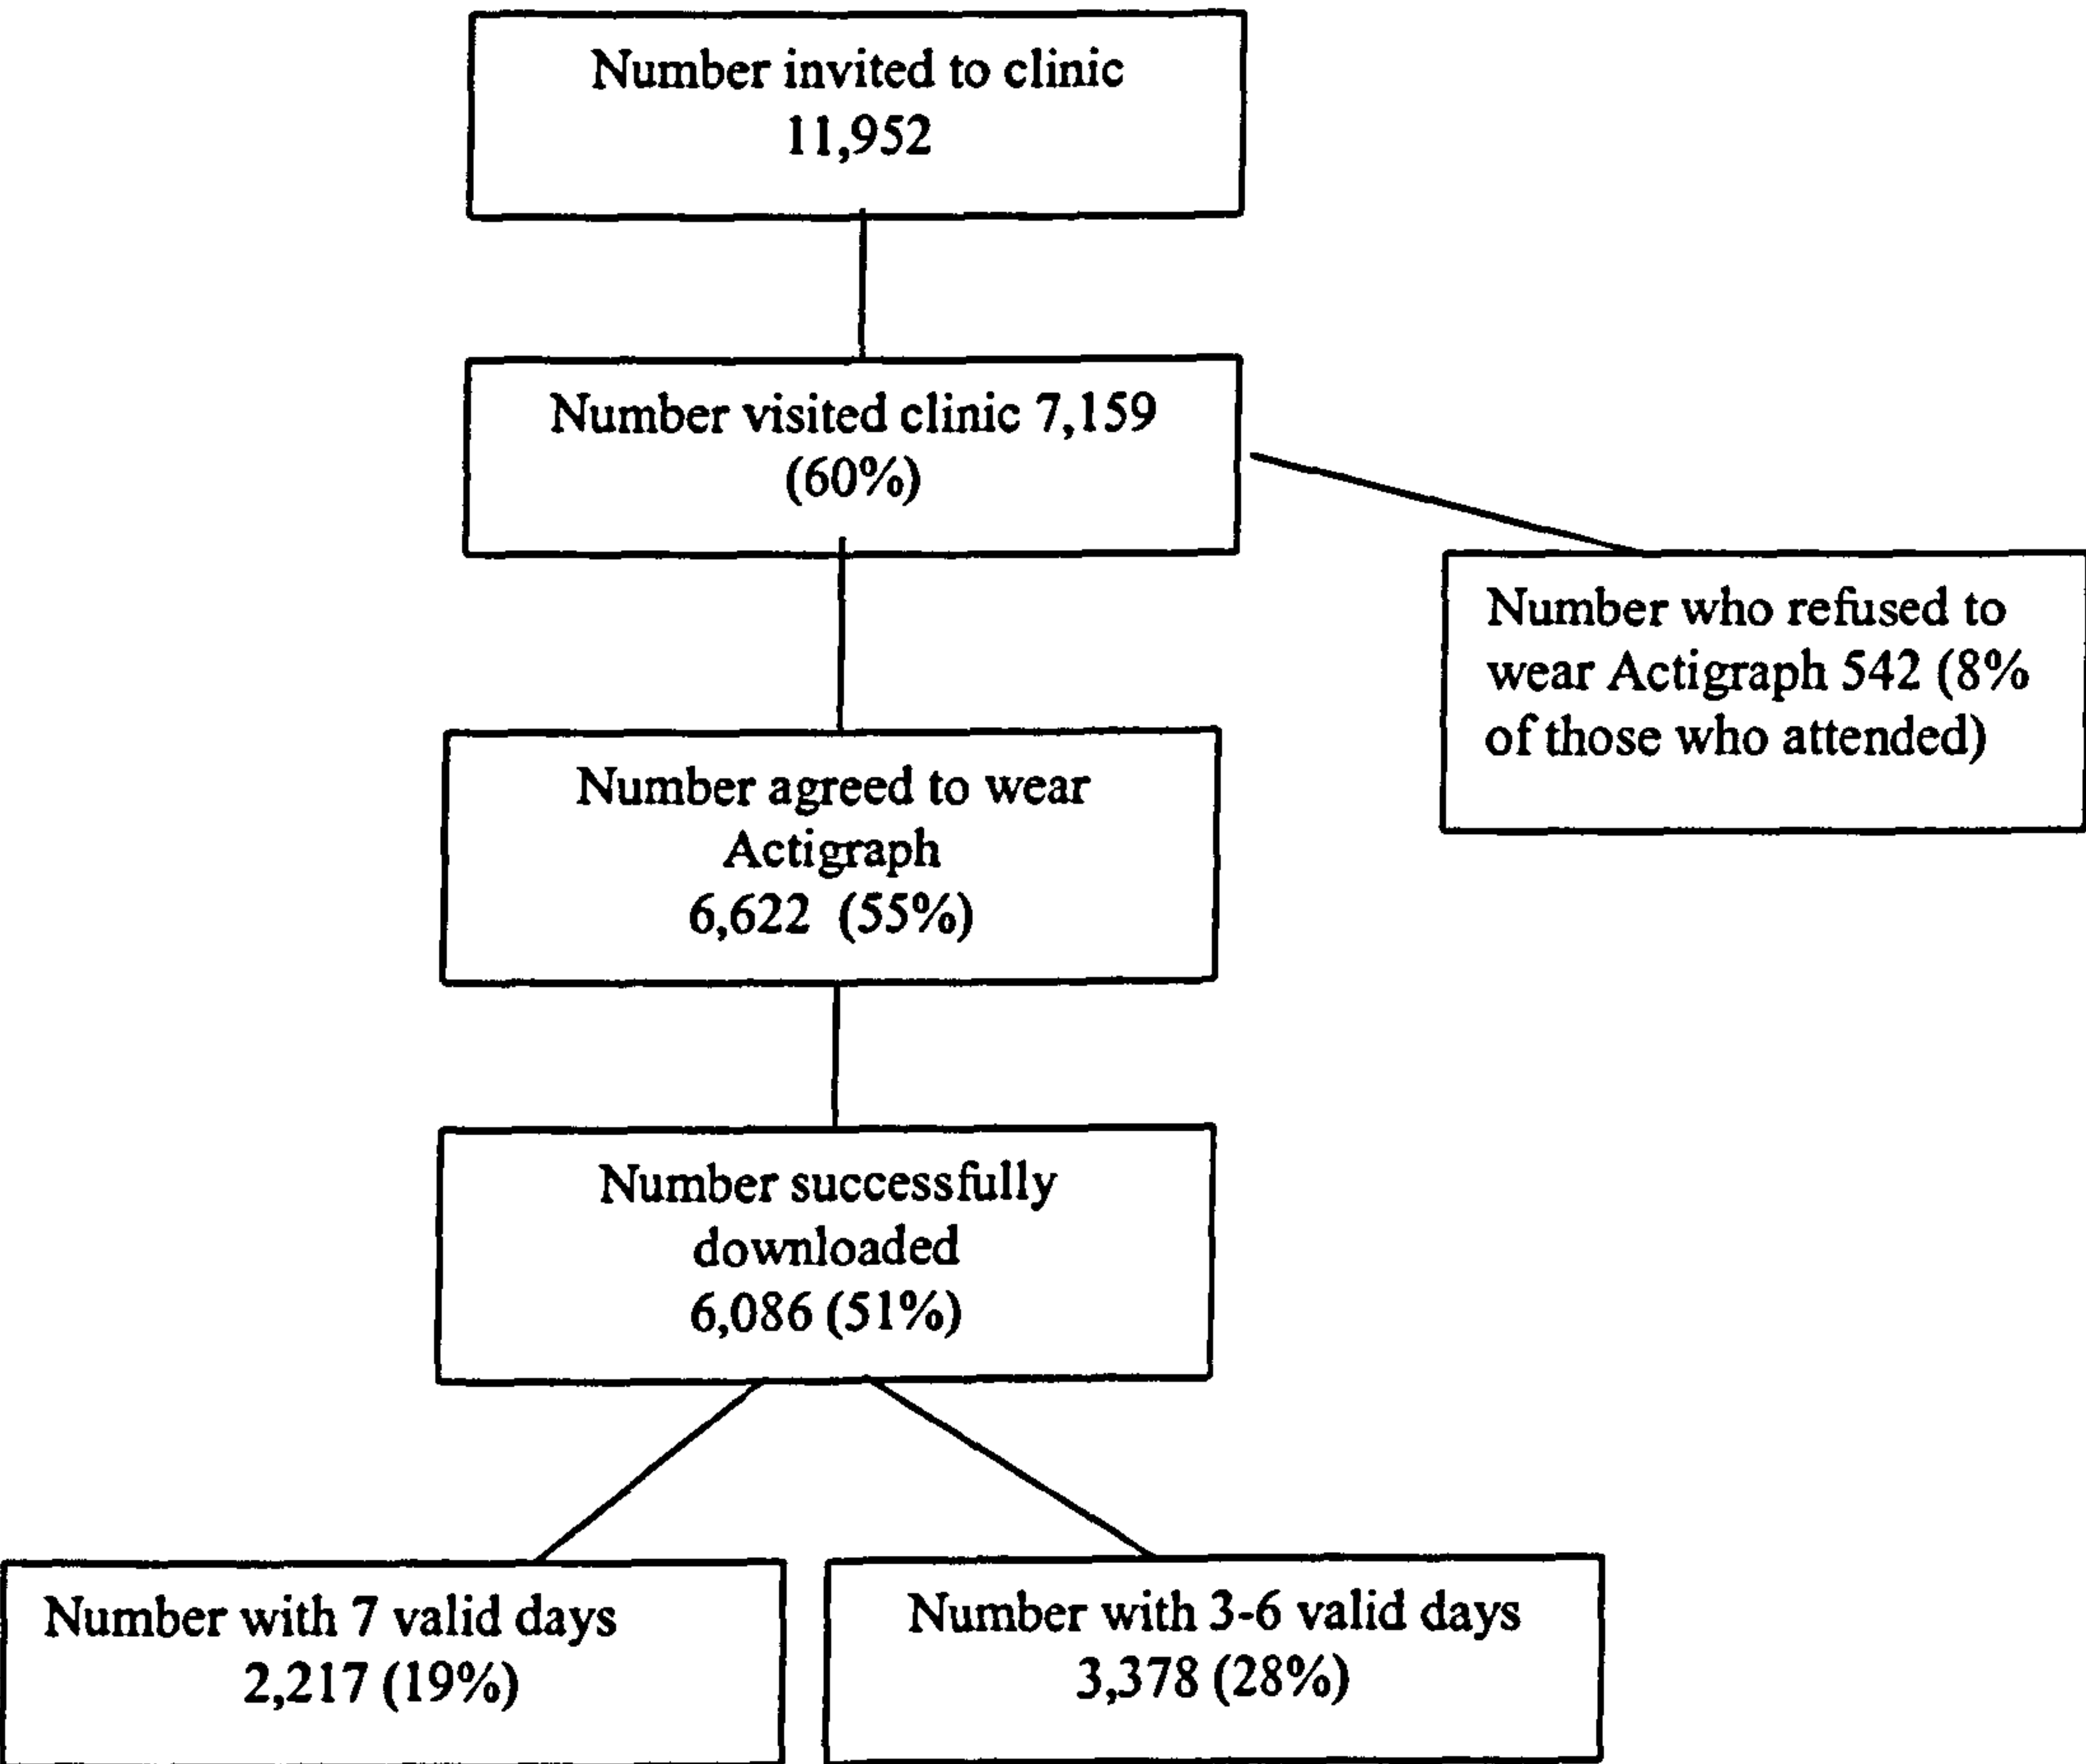 Number invited to clinic
11,952
Number visited clinic 7,159
(60%)
Number who refused to
wear Actigraph 542 (8%
of those who attended)
Number agreed to wear
Actigraph
6,622 (55%)
Number successfully
downloaded
6,086 (51%)
Number with 7 valid days
2,217 (19%)
Number with 3-6 valid days
3,378 (28%)